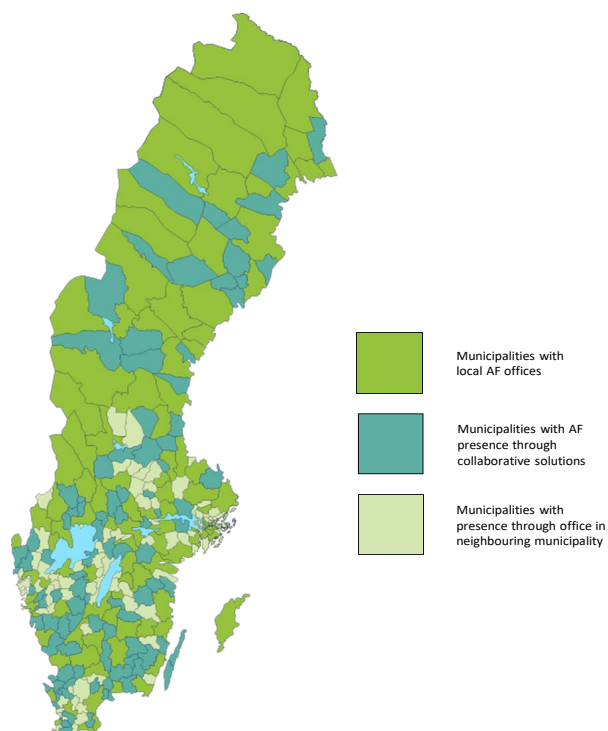 Municipalities with
local AF offices
Municipalities with AF
presence through
collaborative solutions
Municipalities with
presence through office in
neighbouring municipality